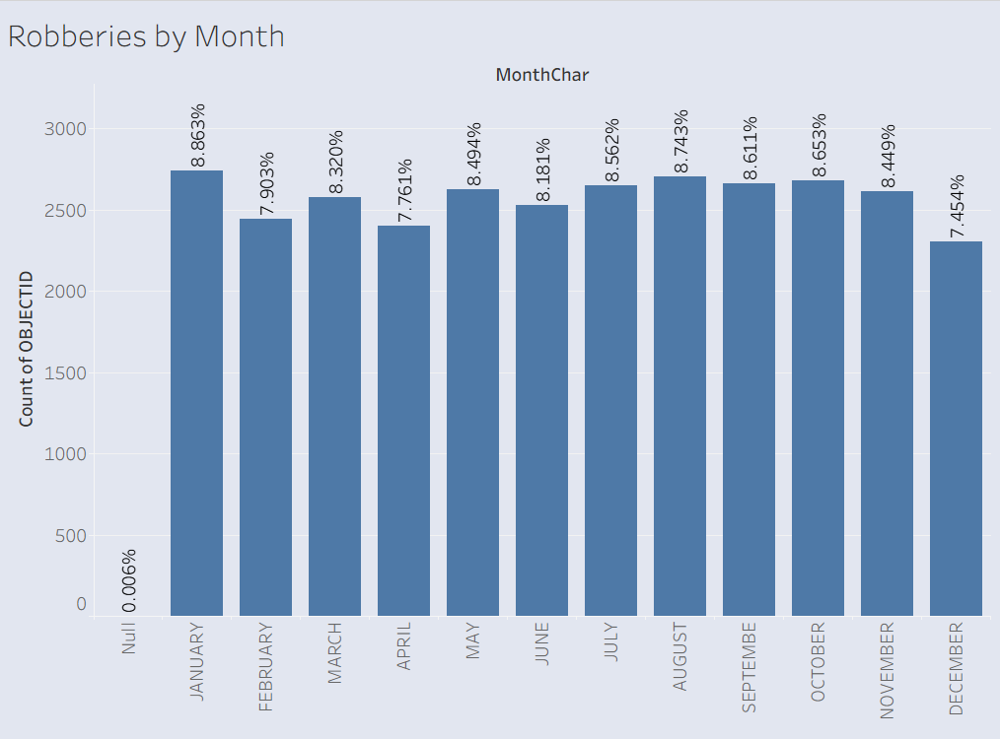 Robberies by Month
MonthChar
Count of OBJECTID
3000
2500
2000
1500
1000
500
0
0.006%
8.863%
7.903%
8.320%
7.761%
8.494%
8.181%
8.562%
8.743%
8.611%
8.653%
8.449%
7.454%
Null
JANUARY
FEBRUARY
MARCH
APRIL
MAY
JUNE
JULY
AUGUST
SEPTEMBE
OCTOBER
NOVEMBER
DECEMBER